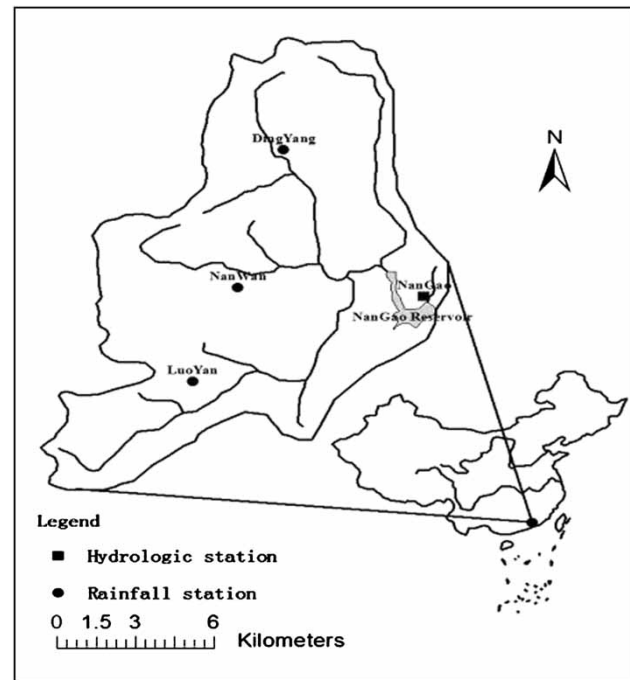 DingYang
N
NanWan
NanGao
NanGao Reservoir
LuoYan
Legend
Hydrologic station
Rainfall station
0 1.5 3 6
Kilometers